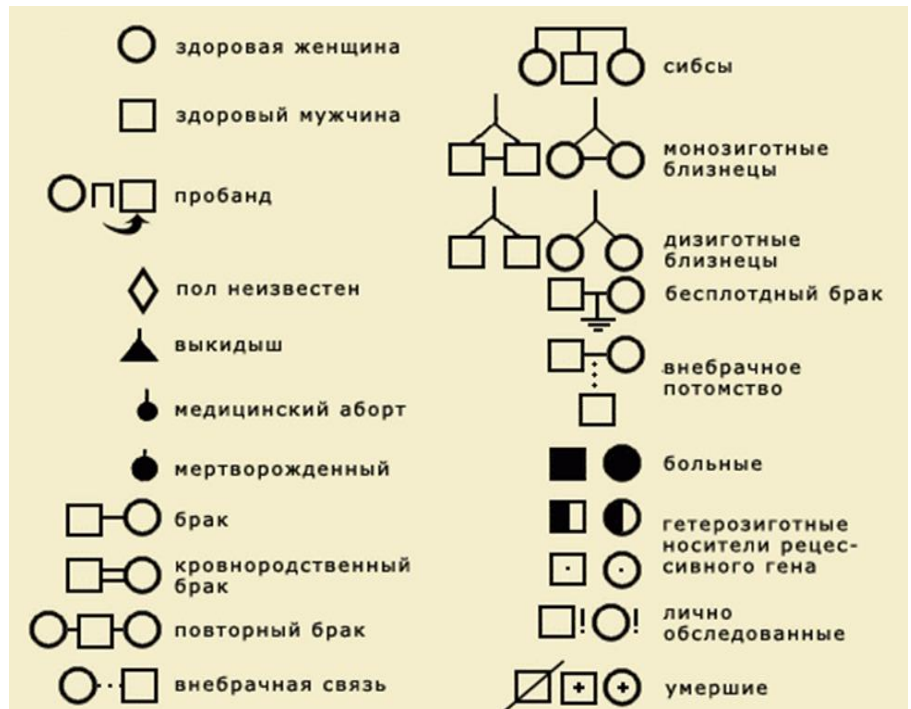 здоровая женщина
здоровый мужчина
пробанд
пол неизвестен
выкидыш
медицинский аборт
мертворожденный
брак
кровнородственный
брак
повторный брак
внебрачная связь
сибсы
монозиготные
близнецы
дизиготные
близнецы
бесплотдный брак
внебрачное
потомство
больные
гетерозиготные
носители рецес-
сивного гена
лично
обследованные
умершие